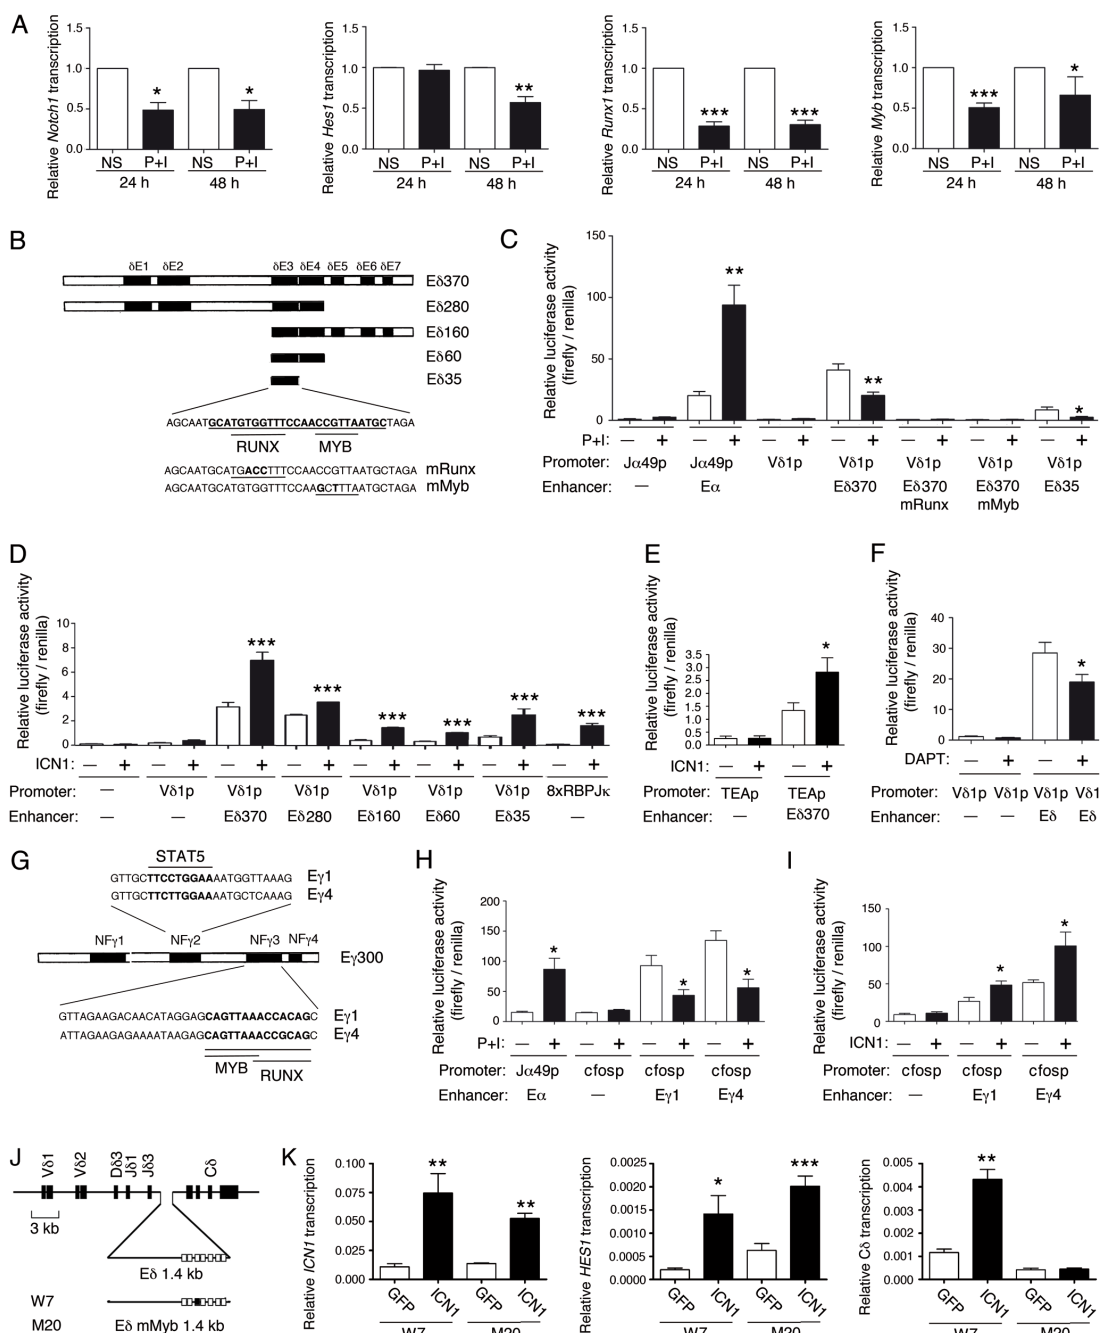 A
Relative Notch1 transcription
1.5
1.0
0.5
0.0
* *
NS P+I NS P+I
24 h 48 h
Relative Hes1 transcription
1.5
1.0
0.5
0.0
**
NS P+I NS P+I
24 h 48 h
Relative Runx1 transcription
1.5
1.0
0.5
0.0
*** ***
NS P+I NS P+I
24 h 48 h
Relative Myb transcription
1.5
1.0
0.5
0.0
*** *
NS P+I NS P+I
24 h 48 h
B
δE1 δE2 δE3 δE4 δE5 δE6 δE7
Eδ370
Eδ280
Eδ160
Eδ60
Eδ35
AGCAATGCATGTGGTTTCCAACCGTTAATGCTAGA
RUNX MYB
AGCAATGCATGACCTTTCCAACCGTTAATGCTAGA mRunx
AGCAATGCATGTGGTTTCCAAGCTTTAATGCTAGA mMyb
C
Relative luciferase activity
(firefly / renilla)
150
100
50
0
** ** *
P+I: — + — + — + — + — + — + — +
Promoter: Jα49p Jα49p Vδ1p Vδ1p Vδ1p Vδ1p Vδ1p
Enhancer: — Eα Eδ370 Eδ370 Eδ370 Eδ35
mRunx mMyb
D
Relative luciferase activity
(firefly / renilla)
10
8
6
4
2
0
*** *** *** *** *** ***
ICN1: — + — + — + — + — + — + — + — +
Promoter: — Vδ1p Vδ1p Vδ1p Vδ1p Vδ1p Vδ1p 8xRBPJκ
Enhancer: — — Eδ370 Eδ280 Eδ160 Eδ60 Eδ35 —
E
Relative luciferase activity
(firefly / renilla)
3.5
3.0
2.5
2.0
1.5
1.0
0.5
0.0
*
ICN1: — + — +
Promoter: TEAp TEAp
Enhancer: — Eδ370
F
Relative luciferase activity
(firefly / renilla)
40
30
20
10
0
*
DAPT: — + — +
Promoter: Vδ1p Vδ1p Vδ1p Vδ1
Enhancer: — — Eδ Eδ
G
STAT5
GTTGCTTCCTGGAAAATGGTTAAAG Eγ1
GTTGCTTCTTGGAAAATGCTCAAAG Eγ4
NFγ1 NFγ2 NFγ3 NFγ4
Eγ300
GTTAGAAGACAACATAGGAGCAGTTAAACCACAGC Eγ1
ATTAGAAGAGAAAATAAGAGCAGTTAAACCGCAGC Eγ4
MYB RUNX
H
Relative luciferase activity
(firefly / renilla)
200
150
100
50
0
* * *
P+I: — + — + — + — +
Promoter: Jα49p cfosp cfosp cfosp
Enhancer: Eα — Eγ1 Eγ4
I
Relative luciferase activity
(firefly / renilla)
150
100
50
0
* *
ICN1: — + — + — +
Promoter: cfosp cfosp cfosp
Enhancer: — Eγ1 Eγ4
J
Vδ1 Vδ2 Dδ3 Jδ1 Jδ3 Cδ
3 kb
Eδ 1.4 kb
W7
M20 Eδ mMyb 1.4 kb
K
Relative ICN1 transcription
0.100
0.075
0.050
0.025
0.000
** **
GFP ICN1 GFP ICN1
W7 M20
Relative HES1 transcription
0.0025
0.0020
0.0015
0.0010
0.0005
0.0000
* ***
GFP ICN1 GFP ICN1
W7 M20
Relative Cδ transcription
0.005
0.004
0.003
0.002
0.001
0.000
**
GFP ICN1 GFP ICN1
W7 M20